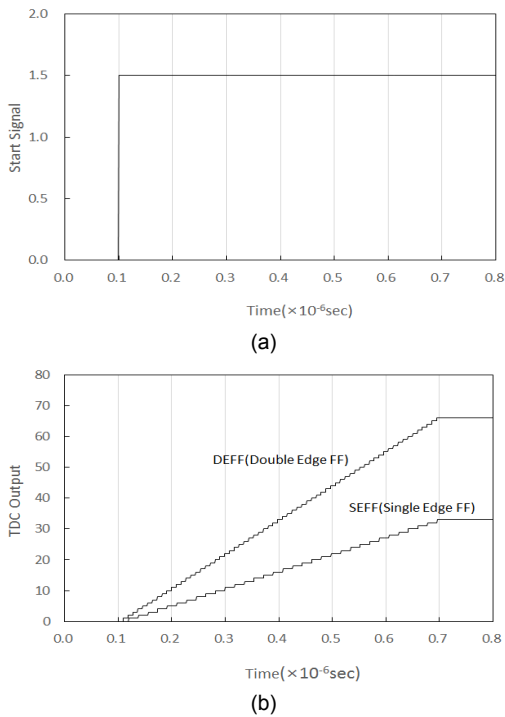 2.0
1.5
1.0
0.5
0.0
Start Signal
0.0 0.1 0.2 0.3 0.4 0.5 0.6 0.7 0.8
Time(×10⁻⁶sec)
(a)
80
70
60
50
40
30
20
10
0
TDC Output
DEFF(Double Edge FF)
SEFF(Single Edge FF)
0.0 0.1 0.2 0.3 0.4 0.5 0.6 0.7 0.8
Time(×10⁻⁶sec)
(b)